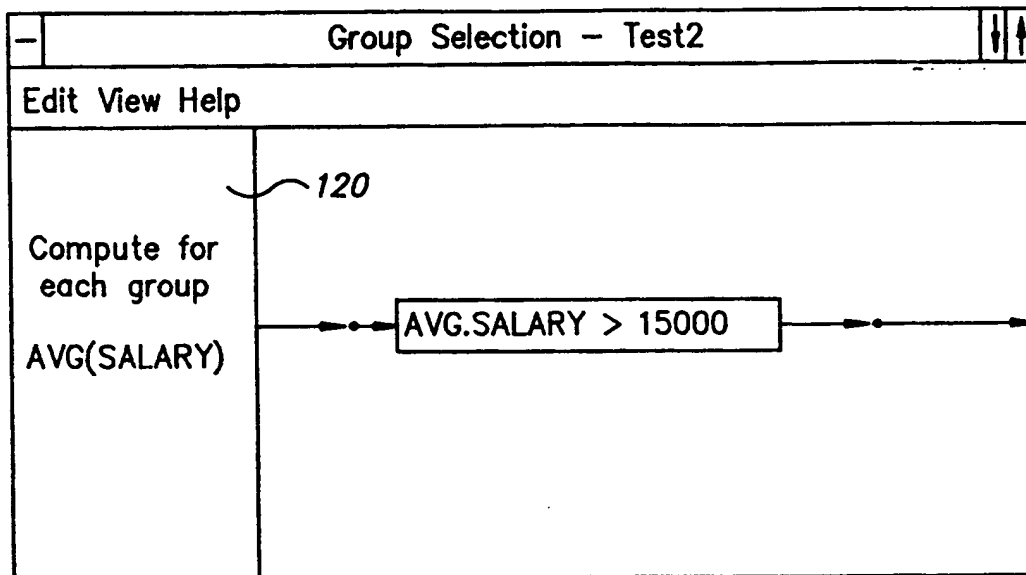 Group Selection - Test2
Edit View Help
120
Compute for
each group
AVG(SALARY)
AVG.SALARY > 15000